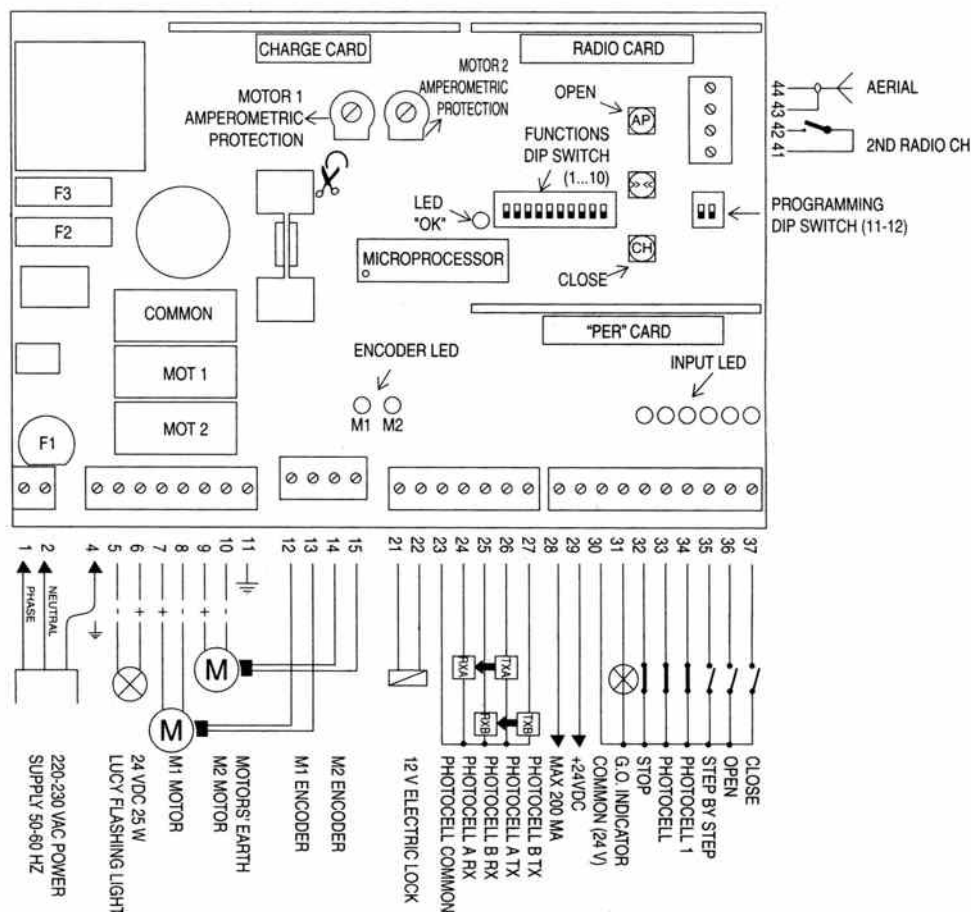 CHARGE CARD
RADIO CARD
MOTOR 1
AMPEROMETRIC
PROTECTION
MOTOR 2
AMPEROMETRIC
PROTECTION
OPEN
AP
FUNCTIONS
DIP SWITCH
(1...10)
>> <<
44
43
42
41
AERIAL
2ND RADIO CH
F3
F2
LED
"OK"
PROGRAMMING
DIP SWITCH (11-12)
MICROPROCESSOR
CH
CLOSE
COMMON
"PER" CARD
MOT 1
ENCODER LED
INPUT LED
MOT 2
M1 M2
F1
1 2 4 5 6 7 8 9 10 11 12 13 14 15 21 22 23 24 25 26 27 28 29 30 31 32 33 34 35 36 37
PHASE
NEUTRAL
- + + - + -
M
M
RXA
TXA
RXB
TXB
220-230 VAC POWER
SUPPLY 50-60 HZ
24 VDC 25 W
LUCY FLASHING LIGHT
M1 MOTOR
M2 MOTOR
MOTORS' EARTH
M1 ENCODER
M2 ENCODER
12 V ELECTRIC LOCK
PHOTOCELL COMMON
PHOTOCELL A RX
PHOTOCELL B RX
PHOTOCELL A TX
PHOTOCELL B TX
MAX 200 MA
+24VDC
COMMON (24 V)
G.O. INDICATOR
STOP
PHOTOCELL
PHOTOCELL 1
STEP BY STEP
OPEN
CLOSE